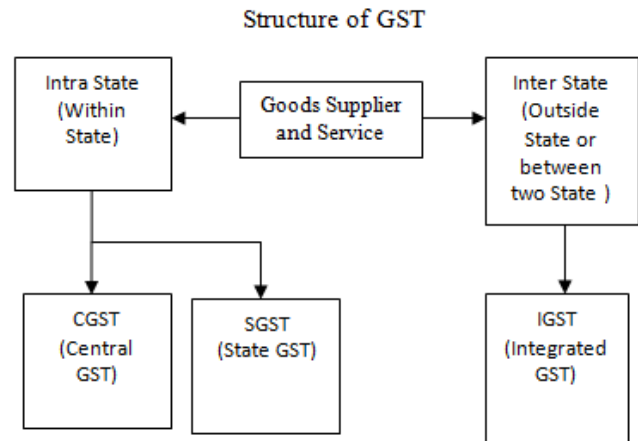 Structure of GST
Intra State
(Within
State)
Goods Supplier
and Service
Inter State
(Outside
State or
between
two State )
CGST
(Central
GST)
SGST
(State GST)
IGST
(Integrated
GST)